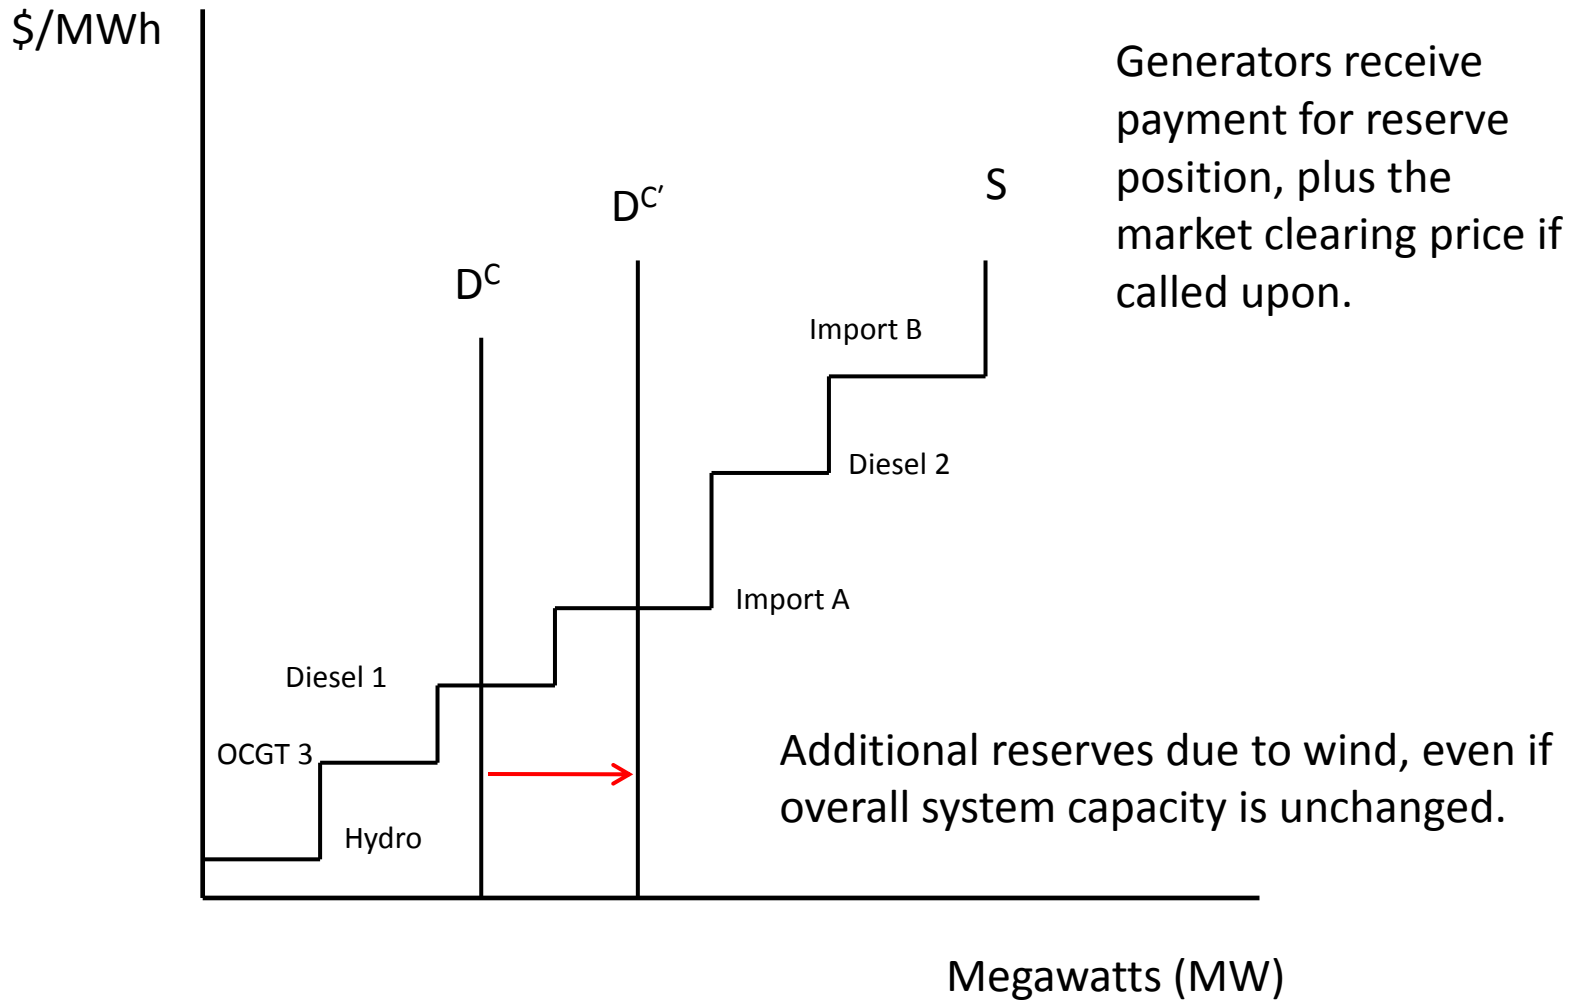 $/MWh
Generators receive
payment for reserve
position, plus the
market clearing price if
called upon.
S
D^C′
D^C
Import B
Diesel 2
Import A
Diesel 1
OCGT 3
Hydro
Additional reserves due to wind, even if
overall system capacity is unchanged.
Megawatts (MW)